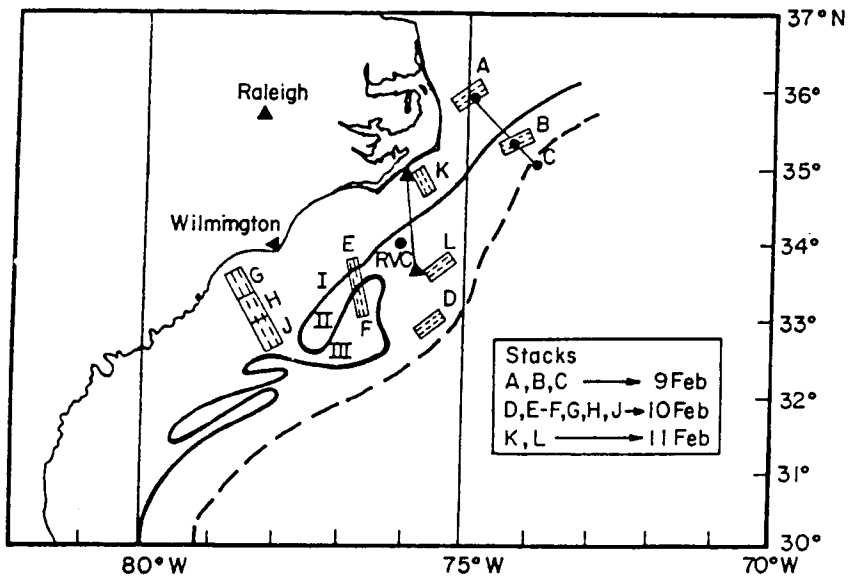 37°N
A
Raleigh
36°
B
C
35°
K
Wilmington
E
RVC
L
34°
G
I
H
D
II
F
33°
J
III
Stacks
A,B,C → 9 Feb
D,E-F,G,H,J→10 Feb
K,L → 11 Feb
32°
31°
30°
80°W
75°W
70°W